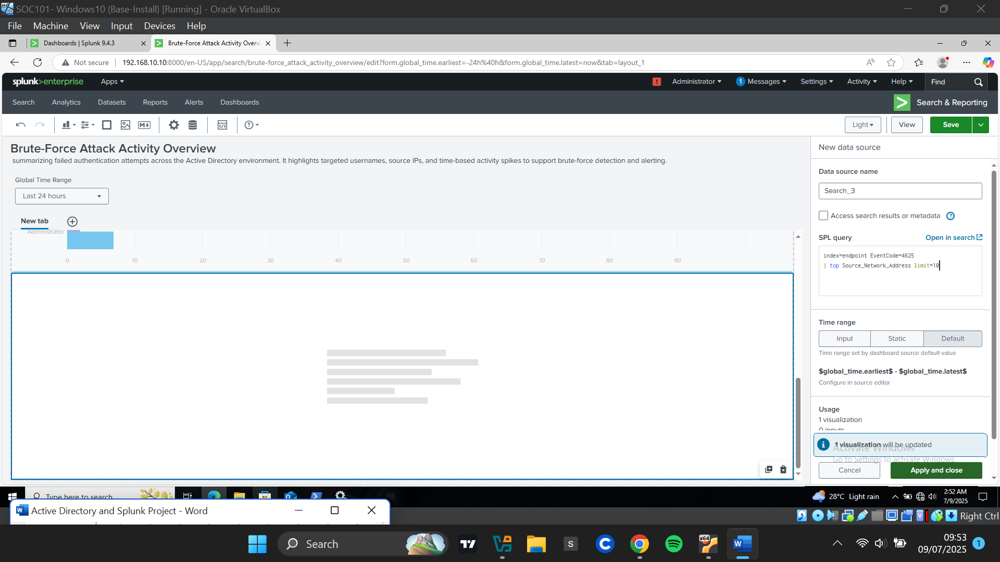 SOC101- Windows10 (Base-Install) [Running] - Oracle VirtualBox
File Machine View Input Devices Help
Dashboards | Splunk 9.4.3
Brute-Force Attack Activity Overvi
Not secure 192.168.10.10:8000/en-US/app/search/brute-force_attack_activity_overview/edit?form.global_time.earliest=-24h%40h&form.global_time.latest=now&tab=layout_1
splunk>enterprise Apps Administrator 1 Messages Settings Activity Help Find
Search Analytics Datasets Reports Alerts Dashboards Search & Reporting
Light View Save
Brute-Force Attack Activity Overview
summarizing failed authentication attempts across the Active Directory environment. It highlights targeted usernames, source IPs, and time-based activity spikes to support brute-force detection and alerting.
Global Time Range
Last 24 hours
New tab
Administrator
0 10 20 30 40 50 60 70 80 90
New data source
Data source name
Search_3
Access search results or metadata
SPL query Open in search
index=endpoint EventCode=4625
| top Source_Network_Address limit=10
Time range
Input Static Default
Time range set by dashboard source default value
$global_time.earliest$ - $global_time.latest$
Configure in source editor
Usage
1 visualization
0 inputs
1 visualization will be updated
Activate Windows
Go to Settings to activate Windows.
Cancel Apply and close
Type here to search
28°C Light rain
2:52 AM
7/9/2025
Active Directory and Splunk Project - Word
Right Ctrl
Search
09:53
09/07/2025
1